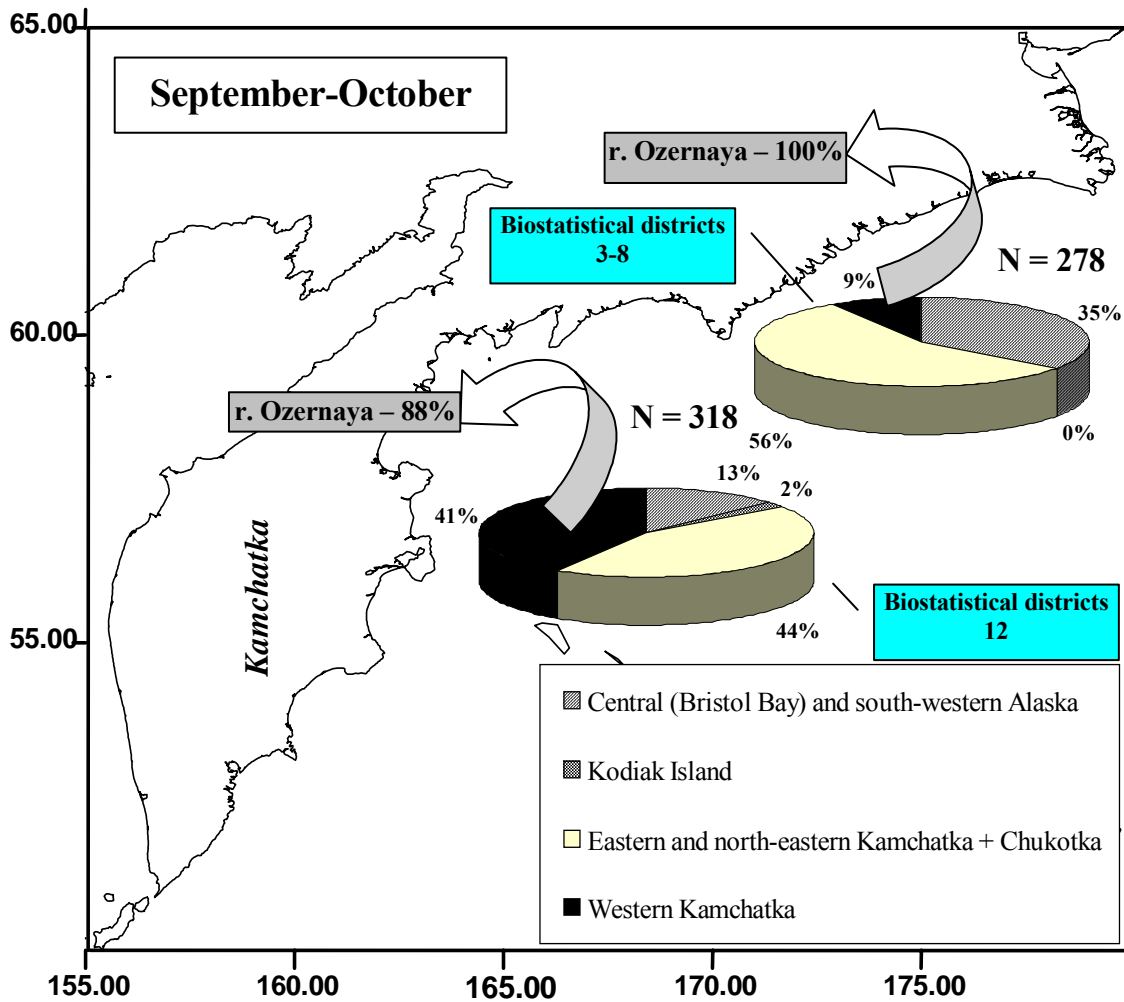 65.00
September-October
r. Ozernaya – 100%
Biostatistical districts
3-8
N = 278
9%
35%
60.00
0%
r. Ozernaya – 88%
N = 318
56%
13%
2%
41%
Kamchatka
Biostatistical districts
12
55.00
44%
Central (Bristol Bay) and south-western Alaska
Kodiak Island
Eastern and north-eastern Kamchatka + Chukotka
Western Kamchatka
155.00 160.00 165.00 170.00 175.00